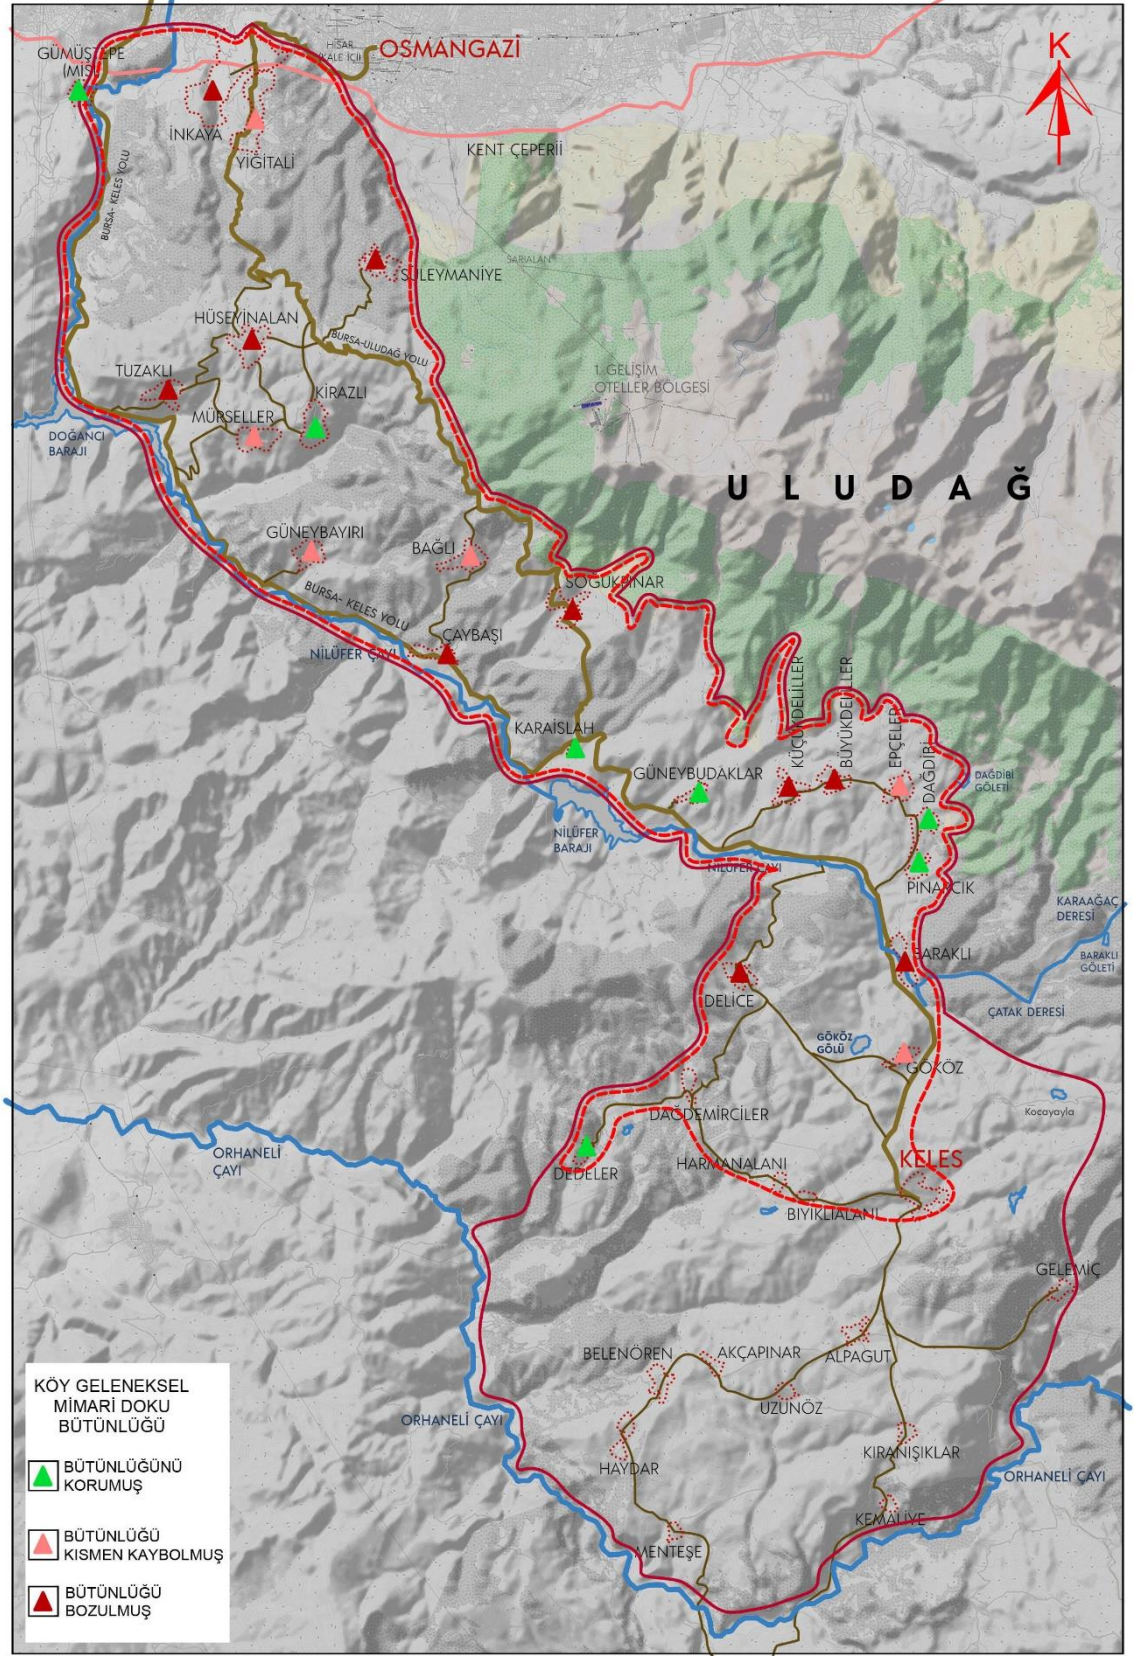 K
HİSAR
(KALE İÇİ)
OSMANGAZİ
GÜMÜŞTEPE
(MİSİ)
İNKAYA
YİĞİTALİ
KENT ÇEPERİİ
BURSA- KELES YOLU
SÜLEYMANİYE
SARIALAN
HÜSEYİNALAN
BURSA-ULUDAĞ YOLU
TUZAKLI
KİRAZLI
1. GELİŞİM
OTELLER BÖLGESİ
MÜRSELLER
DOĞANCI
BARAJI
ULUDAĞ
GÜNEYBAYIRI
BAĞLI
SOĞUKPINAR
BURSA- KELES YOLU
ÇAYBAŞI
NİLÜFER ÇAYI
KARAİSLAH
KÜÇÜKDELİLLER
BÜYÜKDELİLLER
EPÇELER
DAĞDİBİ
GÜNEYBUDAKLAR
DAĞDİBİ
GÖLETİ
NİLÜFER
BARAJI
NİLÜFER ÇAYI
PINARCIK
KARAAĞAÇ
DERESİ
BARAKLI
BARAKLI
GÖLETİ
DELİCE
ÇATAK DERESİ
GÖKÖZ
GÖLÜ
GÖKÖZ
DAĞDEMİRCİLER
Kocayayla
ORHANELİ
ÇAYI
DEDELER
HARMANALANI
KELES
BIYIKLIALANI
GELEMİÇ
BELENÖREN
AKÇAPINAR
ALPAGUT
UZUNÖZ
ORHANELİ ÇAYI
HAYDAR
KIRANIŞIKLAR
ORHANELİ ÇAYI
KEMALİYE
MENTEŞE
KÖY GELENEKSEL
MİMARİ DOKU
BÜTÜNLÜĞÜ
BÜTÜNLÜĞÜNÜ
KORUMUŞ
BÜTÜNLÜĞÜ
KISMEN KAYBOLMUŞ
BÜTÜNLÜĞÜ
BOZULMUŞ